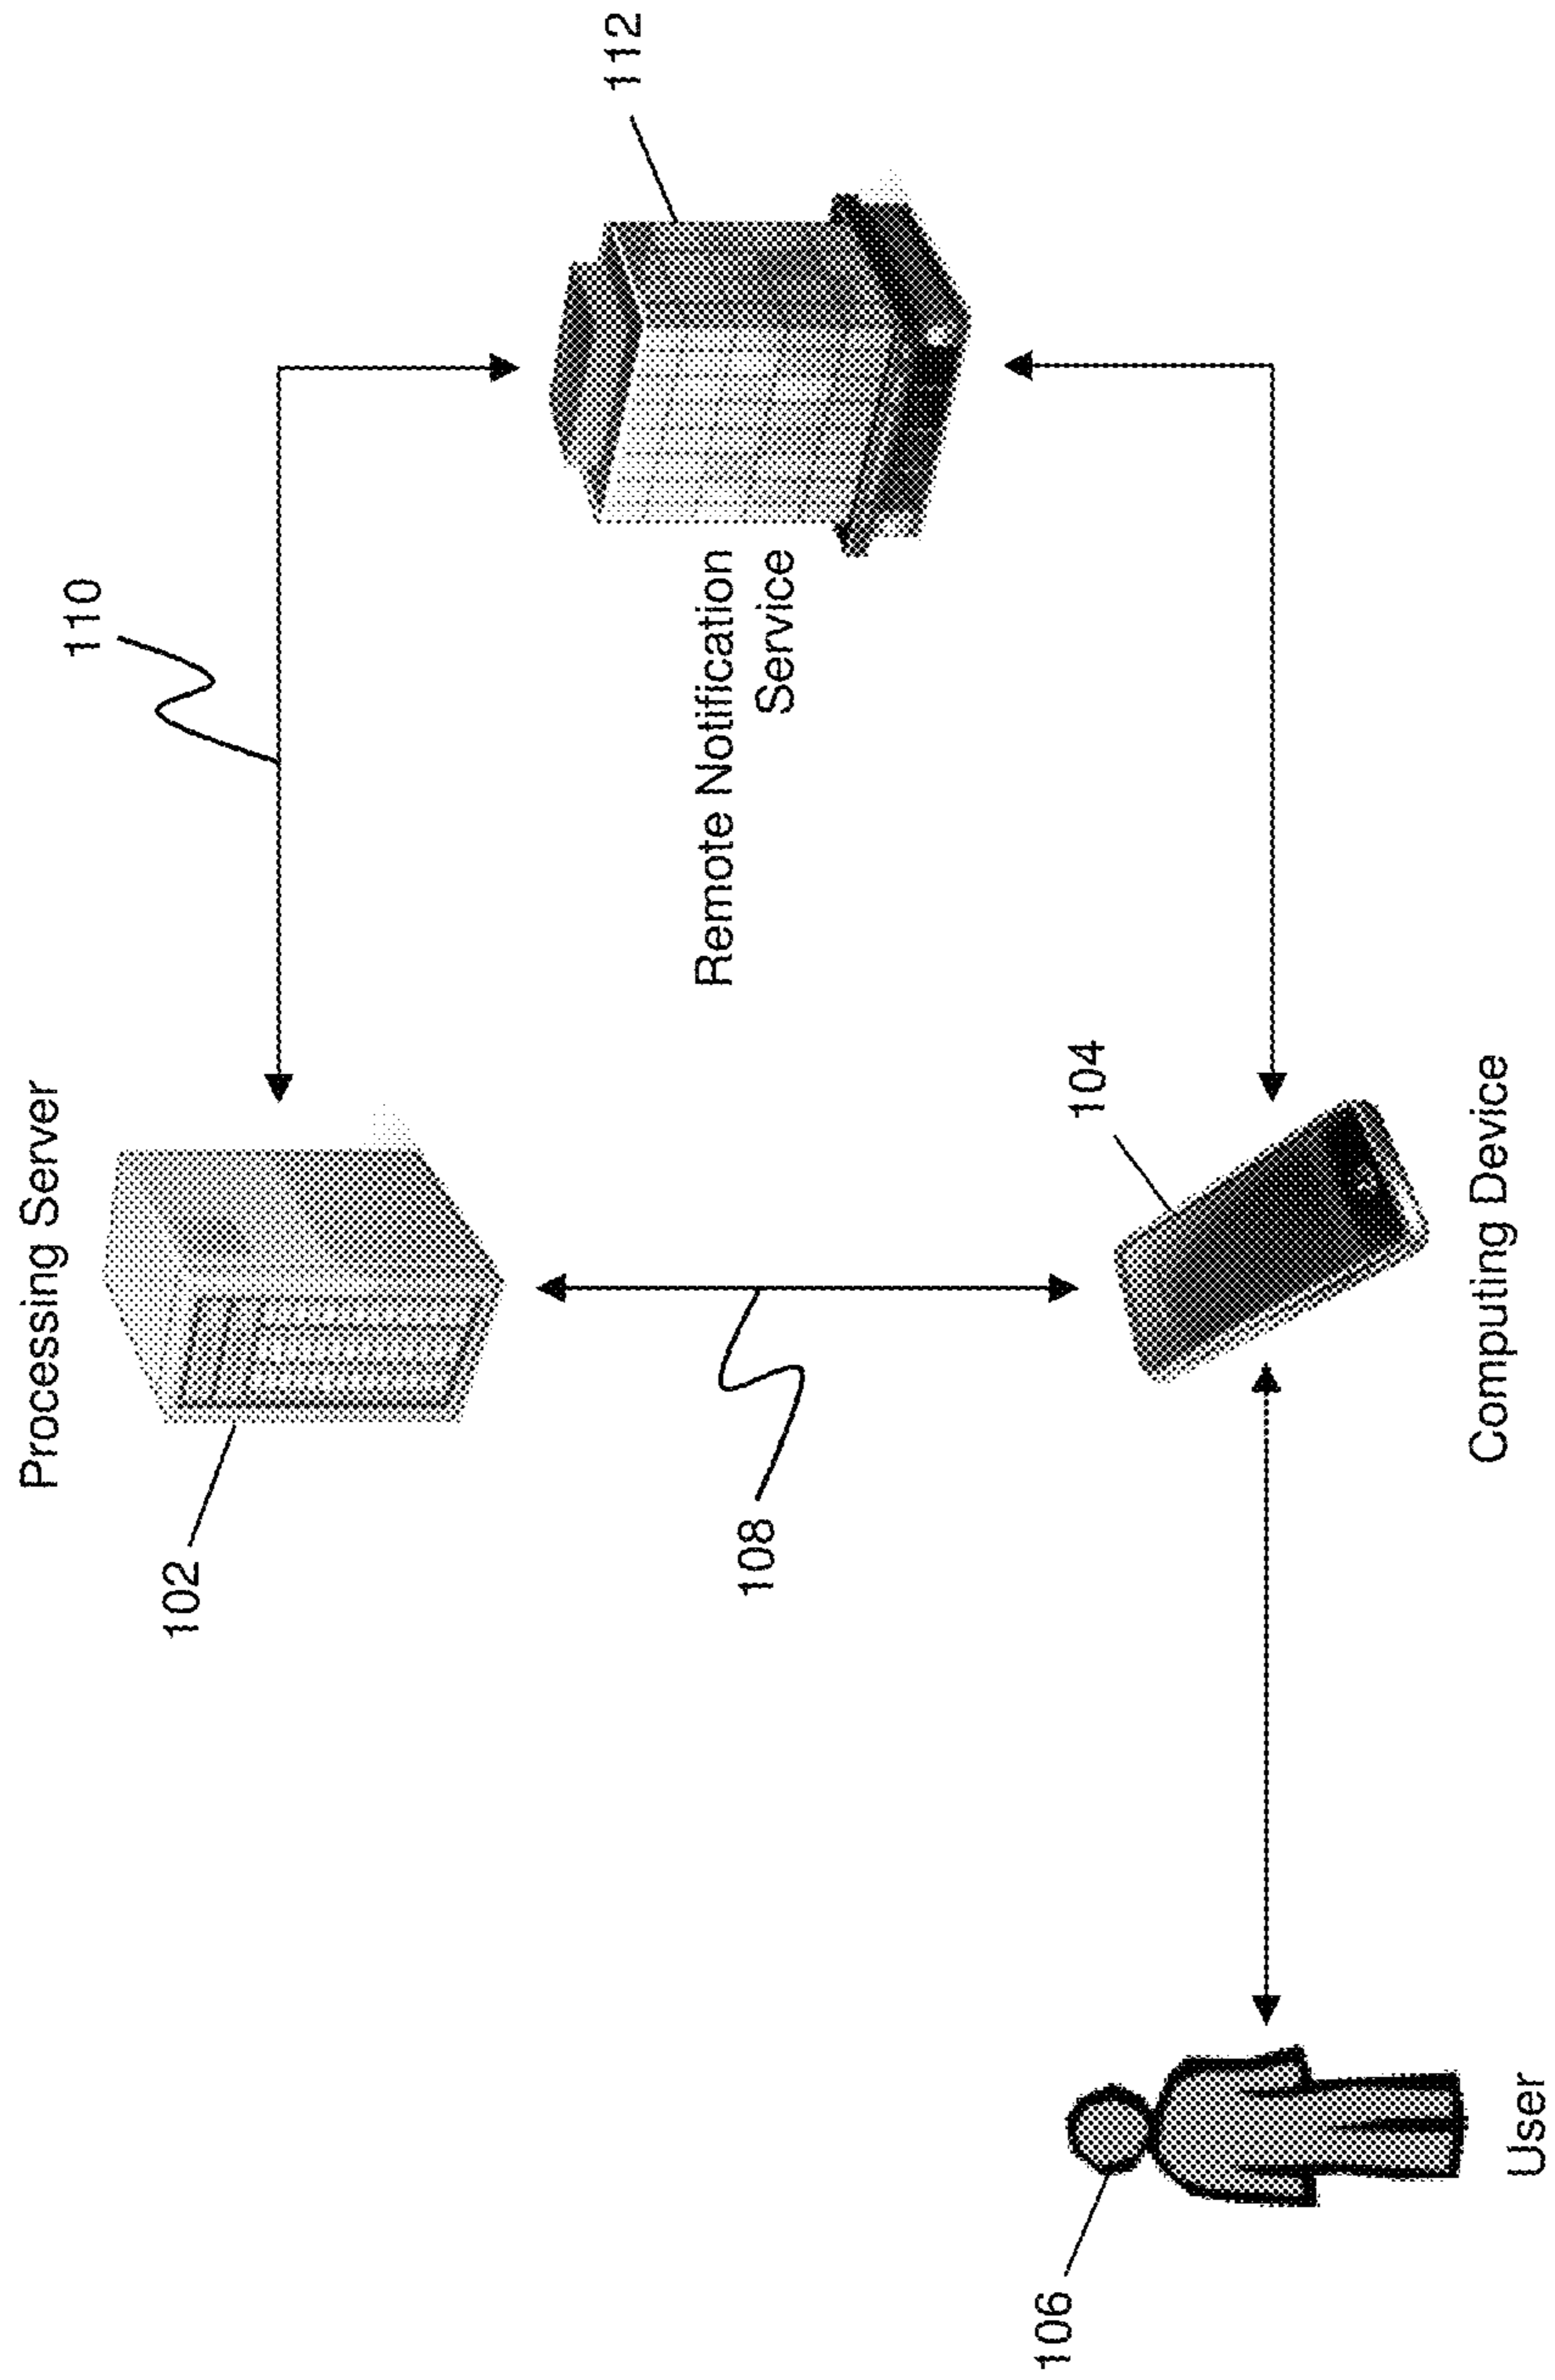 Processing Server
102
110
112
Remote Notification
Service
108
104
106
User
Computing Device